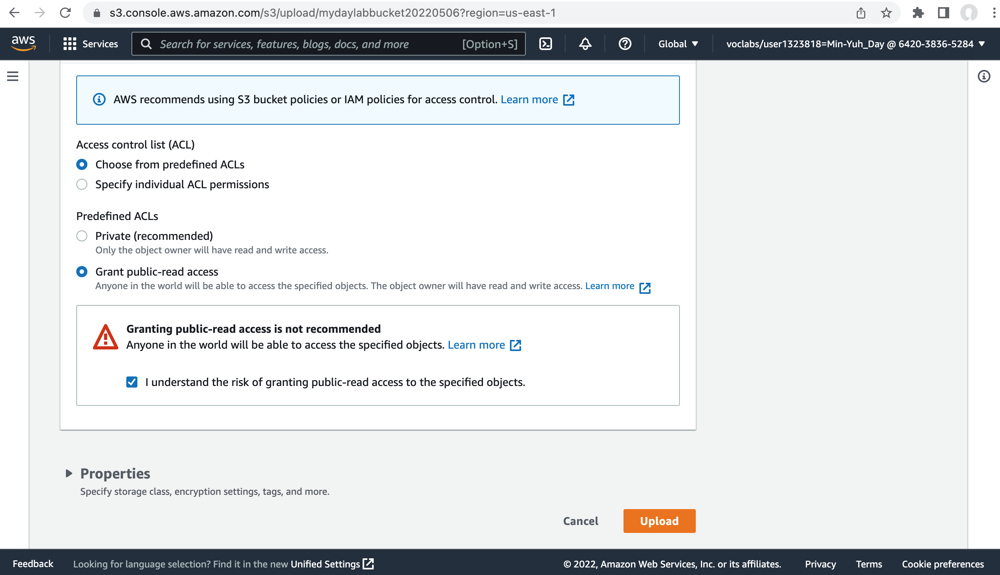 s3.console.aws.amazon.com/s3/upload/mydaylabbucket20220506?region=us-east-1
aws Services Search for services, features, blogs, docs, and more [Option+S] Global voclabs/user1323818=Min-Yuh_Day @ 6420-3836-5284
AWS recommends using S3 bucket policies or IAM policies for access control. Learn more
Access control list (ACL)
Choose from predefined ACLs
Specify individual ACL permissions
Predefined ACLs
Private (recommended)
Only the object owner will have read and write access.
Grant public-read access
Anyone in the world will be able to access the specified objects. The object owner will have read and write access. Learn more
Granting public-read access is not recommended
Anyone in the world will be able to access the specified objects. Learn more
I understand the risk of granting public-read access to the specified objects.
Properties
Specify storage class, encryption settings, tags, and more.
Cancel Upload
Feedback Looking for language selection? Find it in the new Unified Settings © 2022, Amazon Web Services, Inc. or its affiliates. Privacy Terms Cookie preferences